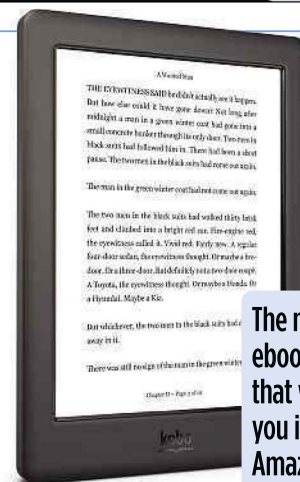 A Wanted Man
THE EYEWITNESS SAID he didn't actually see it happen.
But how else could it have gone down? Not long after
midnight a man in a green winter coat had gone into a
small concrete bunker through its only door. Two men in
black suits had followed him in. There had been a short
pause. The two men in the black suits had come out again.
The man in the green winter coat had not come out again.
The two men in the black suits had walked thirty brisk
feet and climbed into a bright red car. Fire-engine red,
the eyewitness called it. Vivid red. Fairly new. A regular
four-door sedan, the eyewitness thought. Or maybe a five-
door. Or a three-door. But definitely not a two-door coupé.
A Toyota, the eyewitness thought. Or maybe a Honda. Or
a Hyundai. Maybe a Kia.
But whichever, the two men in the black suits had
away in it.
There was still no sign of the man in the green winter
Chapter II – Page
kobo
The
ebook
that
you i
Amaz